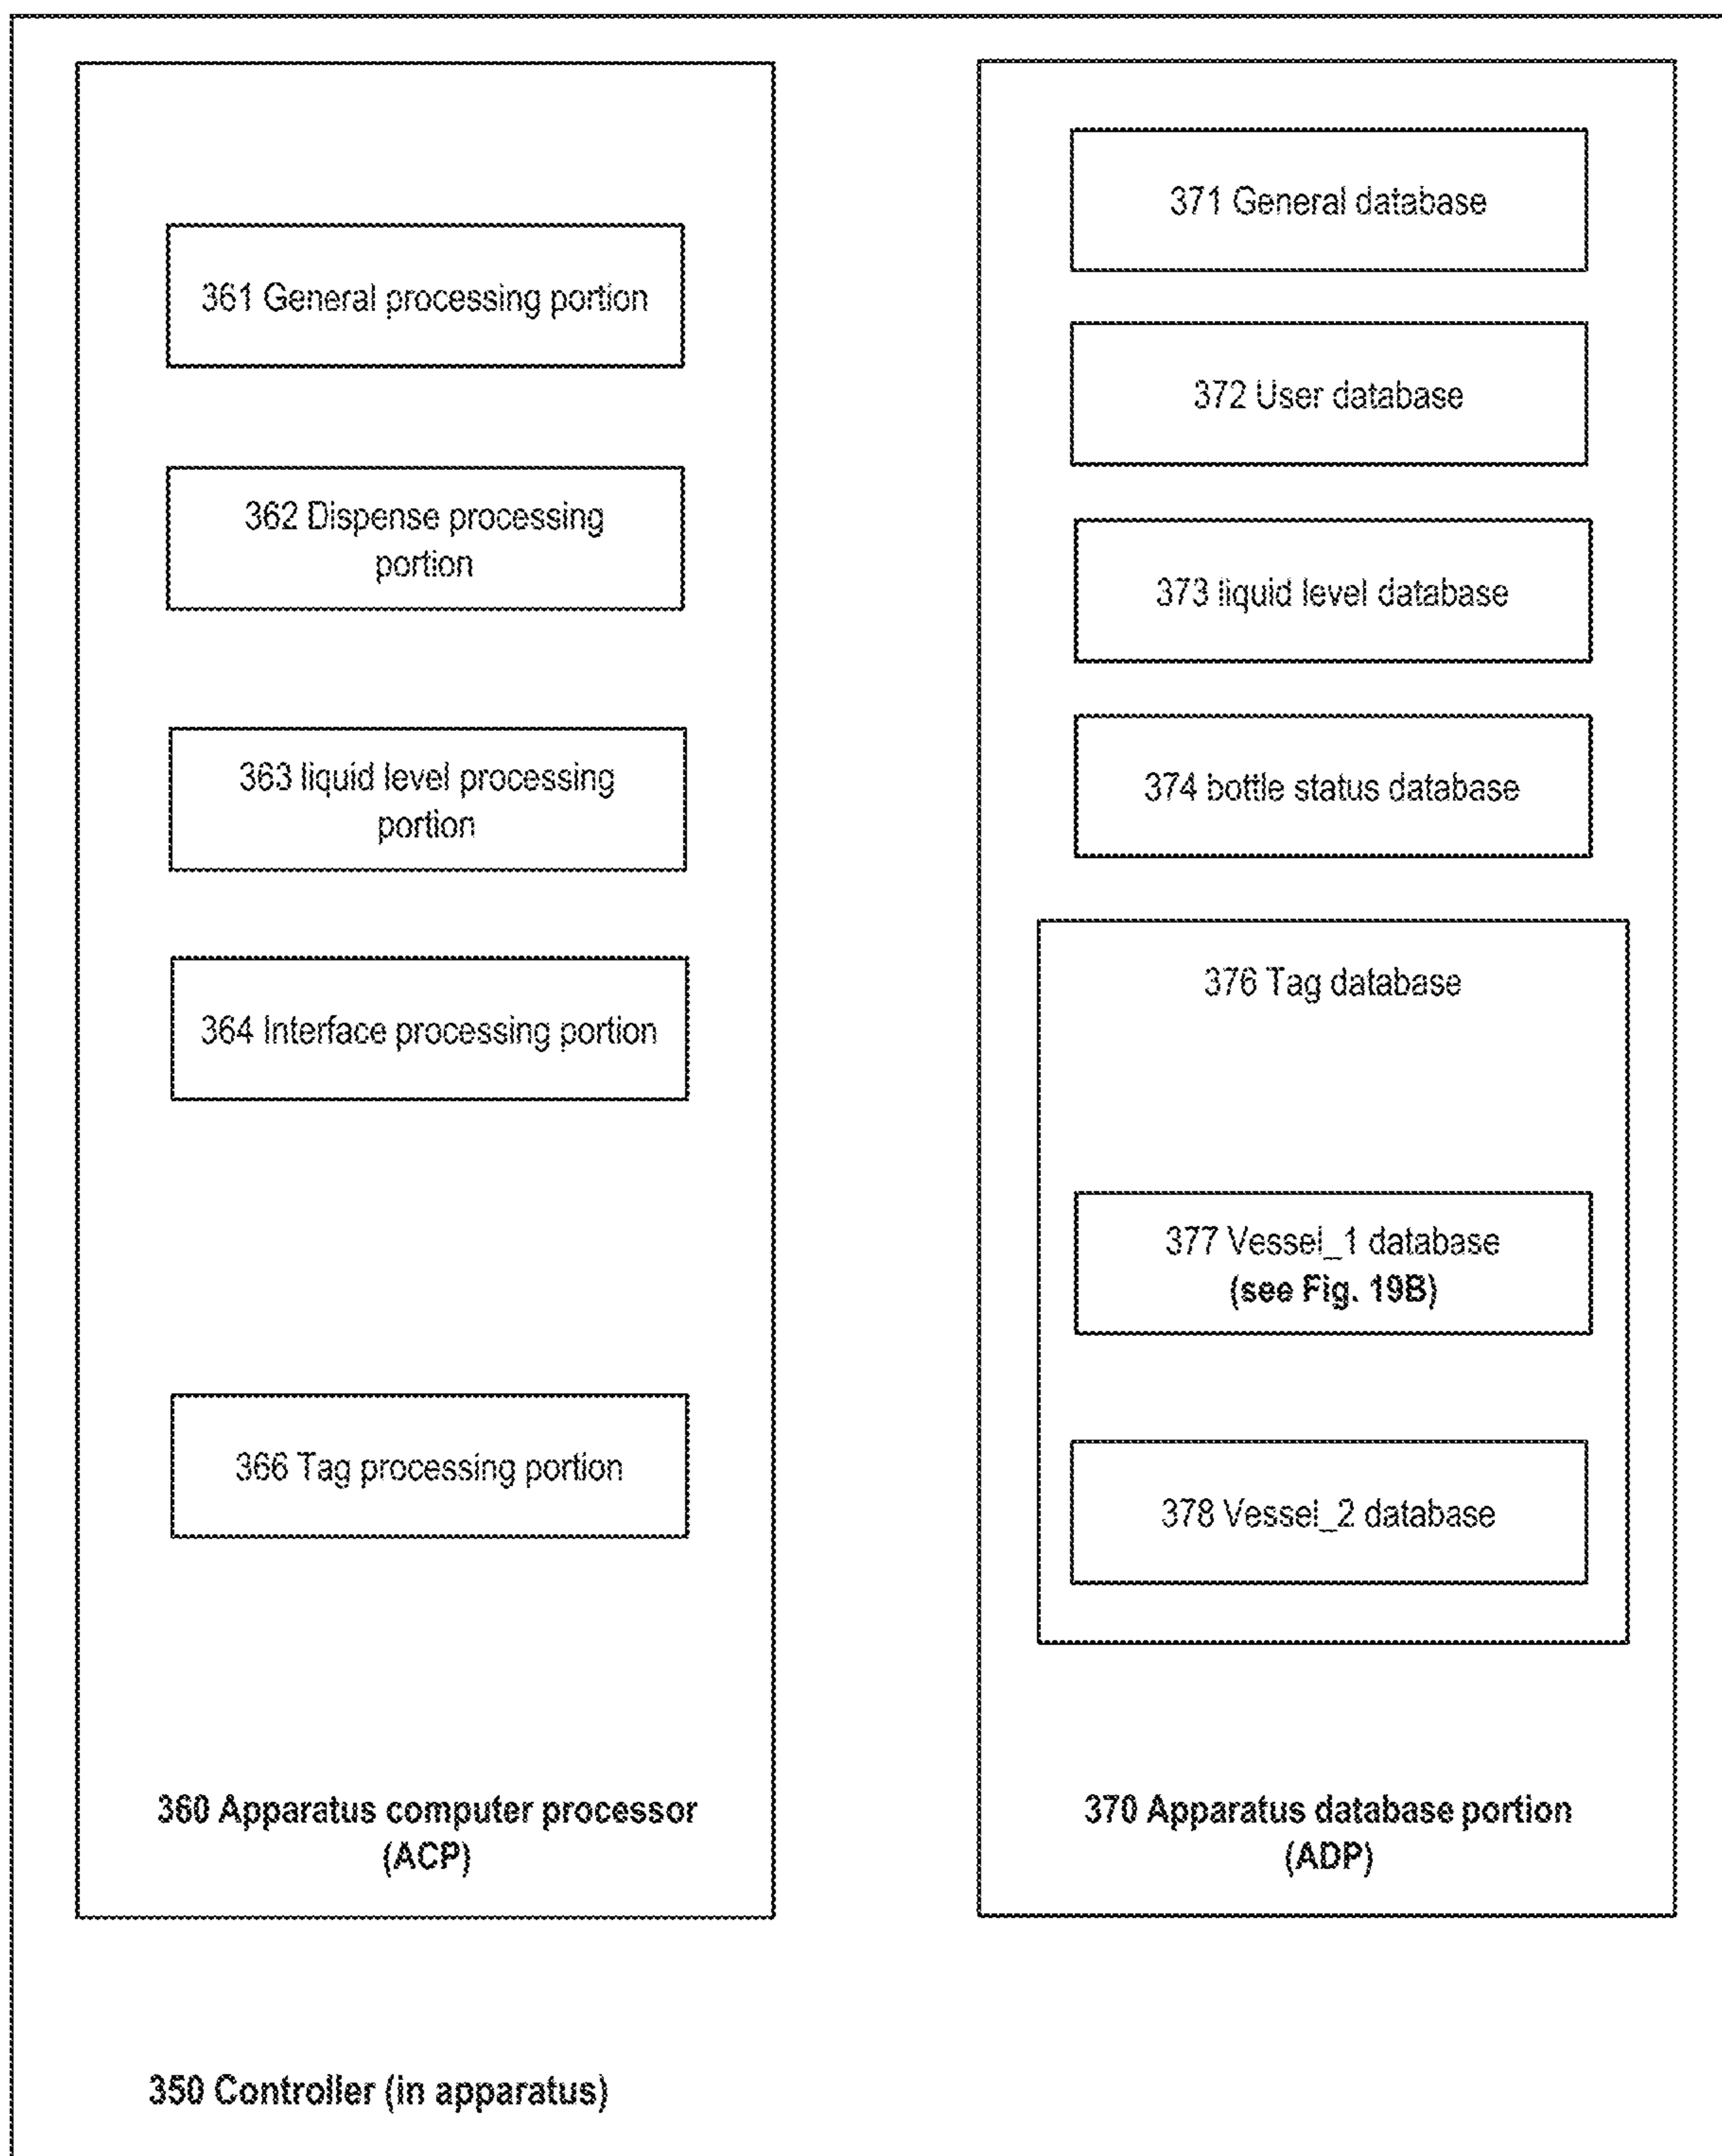 361 General processing portion
362 Dispense processing
portion
363 liquid level processing
portion
364 Interface processing portion
366 Tag processing portion
360 Apparatus computer processor
(ACP)
371 General database
372 User database
373 liquid level database
374 bottle status database
376 Tag database
377 Vessel_1 database
(see Fig. 19B)
378 Vessel_2 database
370 Apparatus database portion
(ADP)
350 Controller (in apparatus)